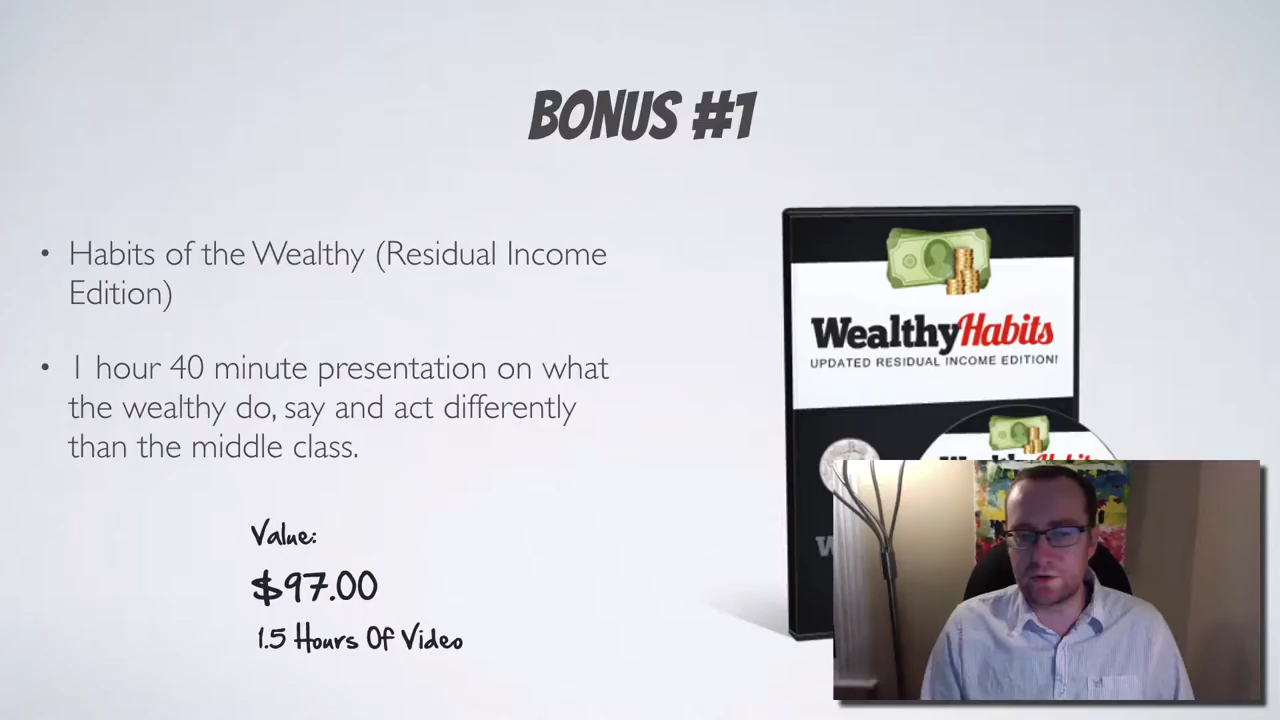 BONUS #1
• Habits of the Wealthy (Residual Income
Edition)
• 1 hour 40 minute presentation on what
the wealthy do, say and act differently
than the middle class.
Value:
$97.00
1.5 Hours Of Video
WealthyHabits
UPDATED RESIDUAL INCOME EDITION!